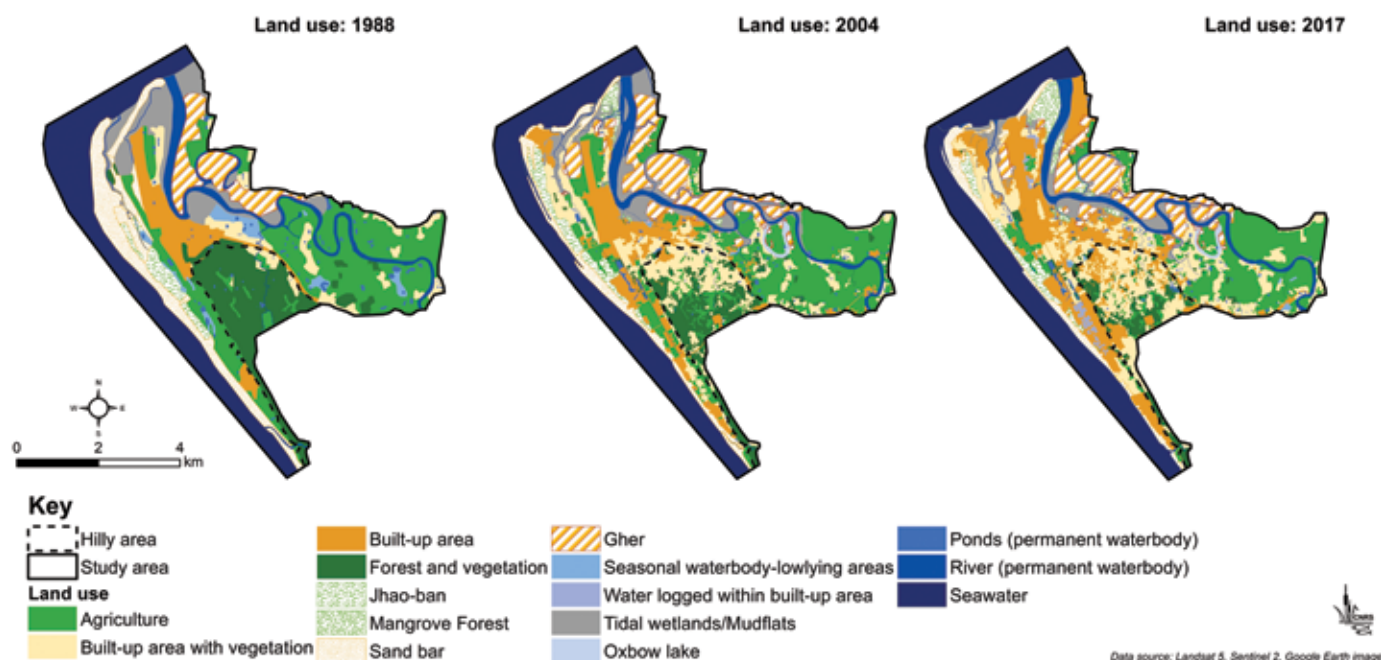 Land use: 1988
Land use: 2004
Land use: 2017
N
W E
S
0 2 4
km
Key
Hilly area
Study area
Land use
Agriculture
Built-up area with vegetation
Built-up area
Forest and vegetation
Jhao-ban
Mangrove Forest
Sand bar
Gher
Seasonal waterbody-lowlying areas
Water logged within built-up area
Tidal wetlands/Mudflats
Oxbow lake
Ponds (permanent waterbody)
River (permanent waterbody)
Seawater
CNRS
Data source: Landsat 5, Sentinel 2, Google Earth image